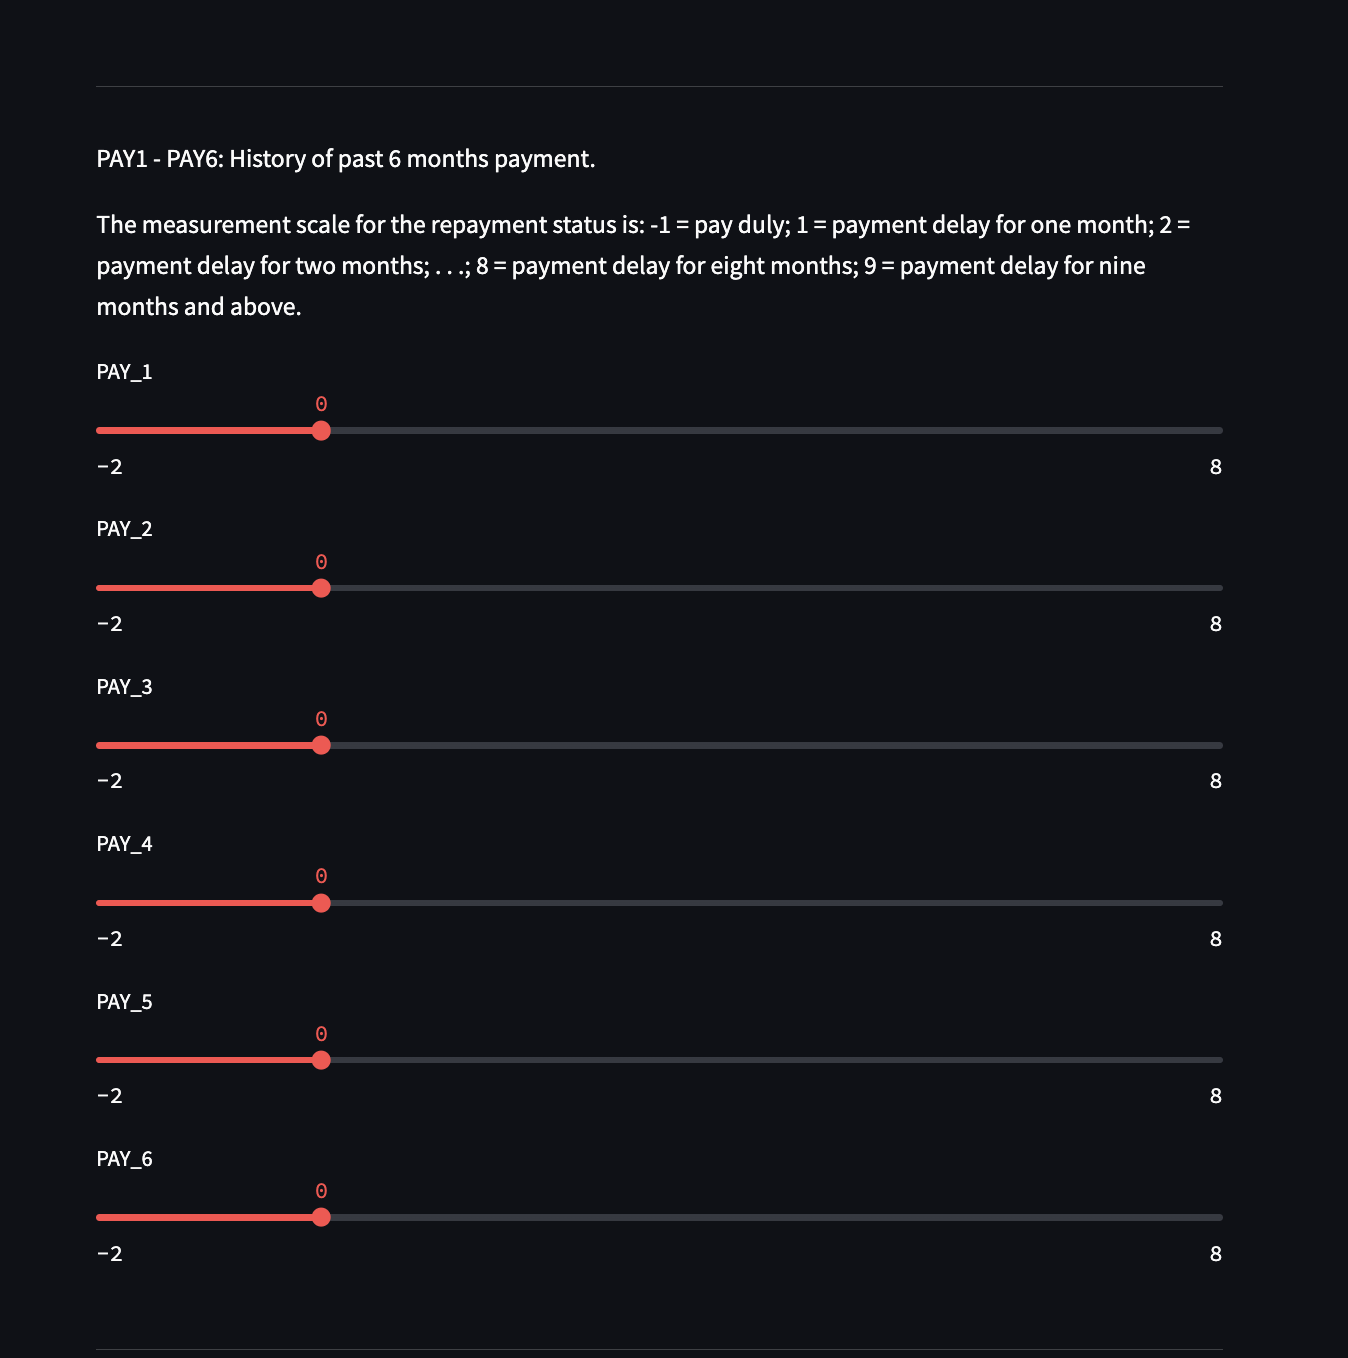 PAY1 - PAY6: History of past 6 months payment.
The measurement scale for the repayment status is: -1 = pay duly; 1 = payment delay for one month; 2 =
payment delay for two months; . . .; 8 = payment delay for eight months; 9 = payment delay for nine
months and above.
PAY_1
0
−2 8
PAY_2
0
−2 8
PAY_3
0
−2 8
PAY_4
0
−2 8
PAY_5
0
−2 8
PAY_6
0
−2 8